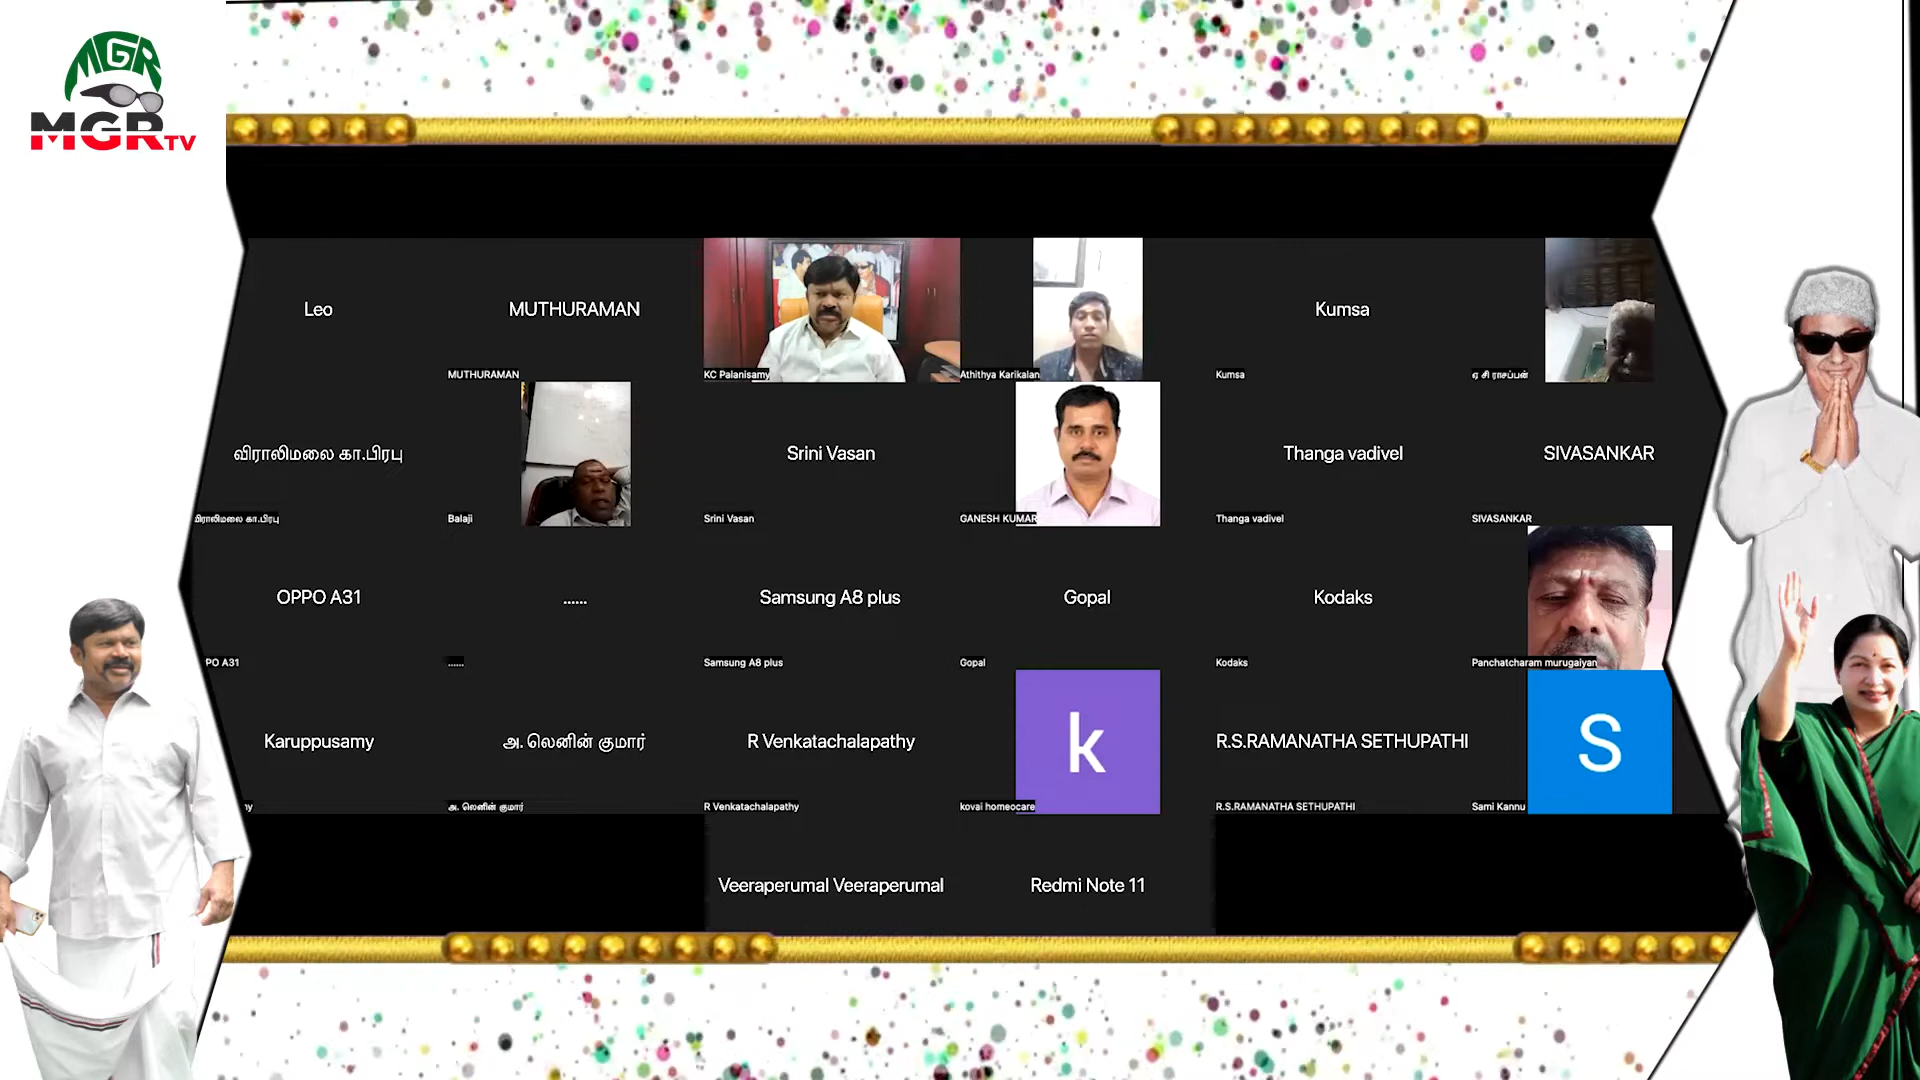 MGR
MGR TV
Leo
MUTHURAMAN
Kumsa
MUTHURAMAN
KC Palanisamy
Athithya Karikalan
Kumsa
ஏ சி ராசப்பன்
விராலிமலை கா.பிரபு
Srini Vasan
Thanga vadivel
SIVASANKAR
விராலிமலை கா.பிரபு
Balaji
Srini Vasan
GANESH KUMAR
Thanga vadivel
SIVASANKAR
OPPO A31
......
Samsung A8 plus
Gopal
Kodaks
PO A31
......
Samsung A8 plus
Gopal
Kodaks
Panchatcharam murugaiyan
Karuppusamy
அ. லெனின் குமார்
R Venkatachalapathy
k
R.S.RAMANATHA SETHUPATHI
S
அ. லெனின் குமார்
R Venkatachalapathy
kovai homeocare
R.S.RAMANATHA SETHUPATHI
Sami Kannu
Veeraperumal Veeraperumal
Redmi Note 11